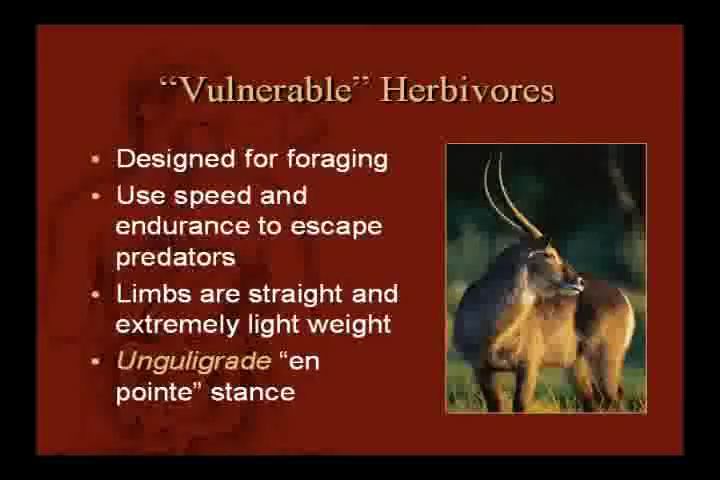 “Vulnerable” Herbivores
• Designed for foraging
• Use speed and
endurance to escape
predators
• Limbs are straight and
extremely light weight
• Unguligrade “en
pointe” stance